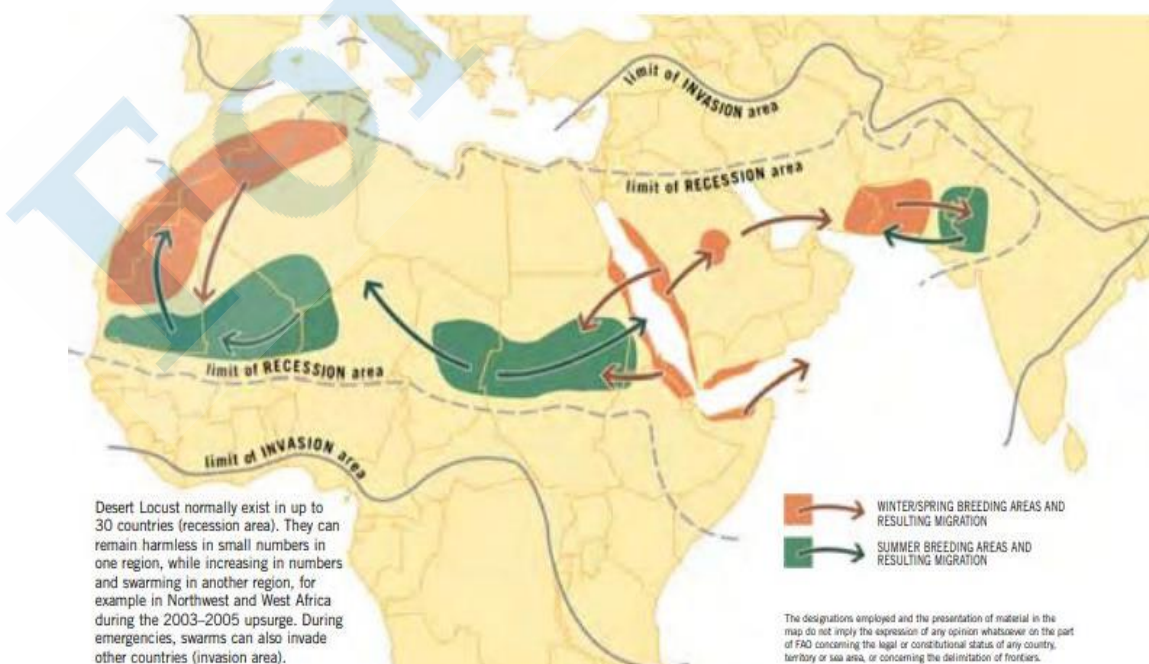 For
limit of INVASION area
limit of RECESSION area
limit of RECESSION area
limit of INVASION area
Desert Locust normally exist in up to
30 countries (recession area). They can
remain harmless in small numbers in
one region, while increasing in numbers
and swarming in another region, for
example in Northwest and West Africa
during the 2003–2005 upsurge. During
emergencies, swarms can also invade
other countries (invasion area).
WINTER/SPRING BREEDING AREAS AND
RESULTING MIGRATION
SUMMER BREEDING AREAS AND
RESULTING MIGRATION
The designations employed and the presentation of material in the
map do not imply the expression of any opinion whatsoever on the part
of FAO concerning the legal or constitutional status of any country,
territory or sea area, or concerning the delimitation of frontiers.